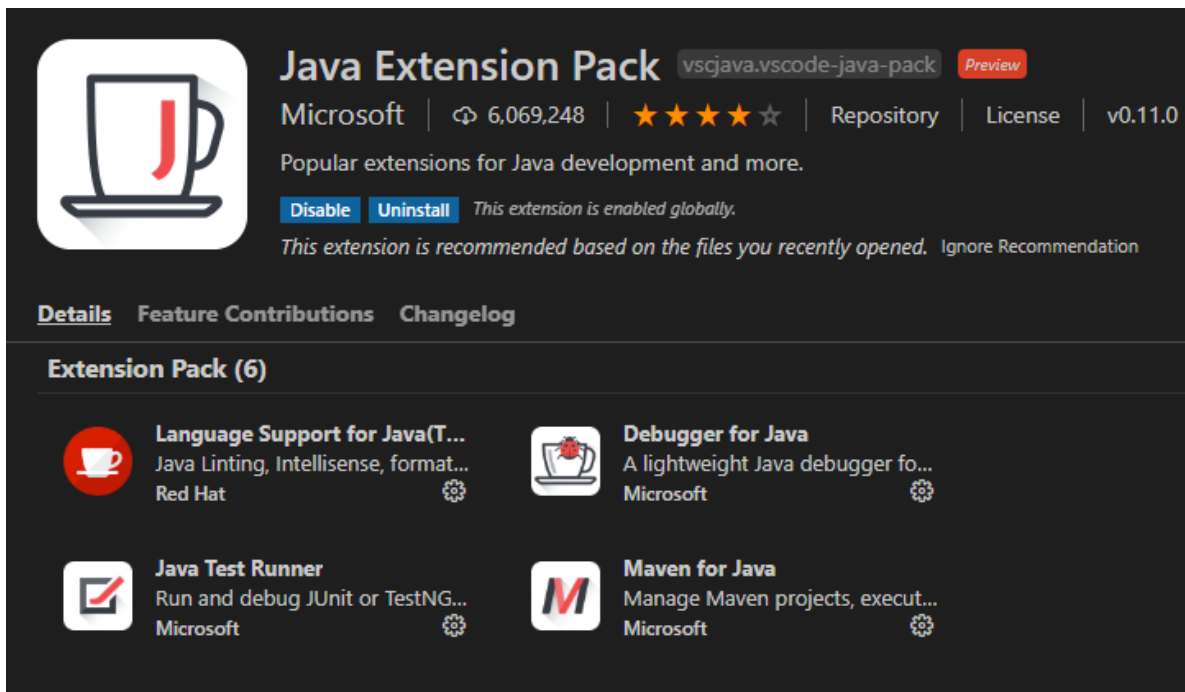 Java Extension Pack vscjava.vscode-java-pack Preview
Microsoft 6,069,248 Repository License v0.11.0
Popular extensions for Java development and more.
Disable Uninstall This extension is enabled globally.
This extension is recommended based on the files you recently opened. Ignore Recommendation
Details Feature Contributions Changelog
Extension Pack (6)
Language Support for Java(T...
Java Linting, Intellisense, format...
Red Hat
Debugger for Java
A lightweight Java debugger fo...
Microsoft
Java Test Runner
Run and debug JUnit or TestNG...
Microsoft
Maven for Java
Manage Maven projects, execut...
Microsoft